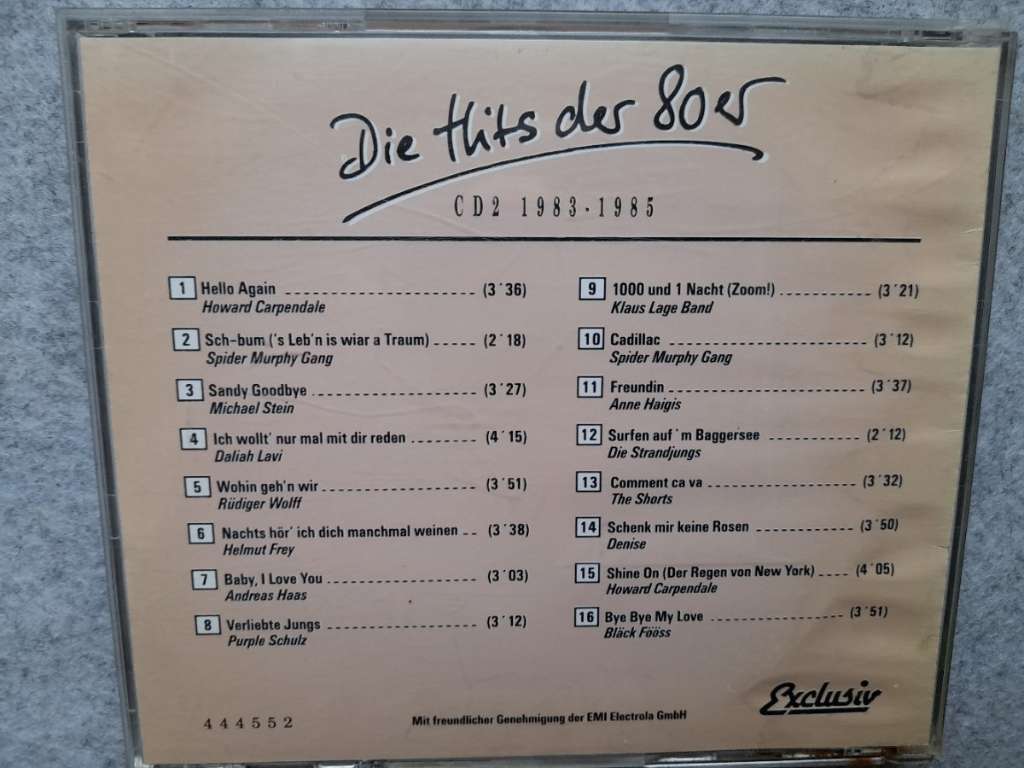 Die Hits der 80er
CD2 1983-1985
1 Hello Again (3´36)
Howard Carpendale
2 Sch-bum (´s Leb´n is wiar a Traum) (2´18)
Spider Murphy Gang
3 Sandy Goodbye (3´27)
Michael Stein
4 Ich wollt´ nur mal mit dir reden (4´15)
Daliah Lavi
5 Wohin geh´n wir (3´51)
Rüdiger Wolff
6 Nachts hör´ ich dich manchmal weinen (3´38)
Helmut Frey
7 Baby, I Love You (3´03)
Andreas Haas
8 Verliebte Jungs (3´12)
Purple Schulz
9 1000 und 1 Nacht (Zoom!) (3´21)
Klaus Lage Band
10 Cadillac (3´12)
Spider Murphy Gang
11 Freundin (3´37)
Anne Haigis
12 Surfen auf´m Baggersee (2´12)
Die Strandjungs
13 Comment ca va (3´32)
The Shorts
14 Schenk mir keine Rosen (3´50)
Denise
15 Shine On (Der Regen von New York) (4´05)
Howard Carpendale
16 Bye Bye My Love (3´51)
Bläck Fööss
Exclusiv
444552
Mit freundlicher Genehmigung der EMI Electrola GmbH